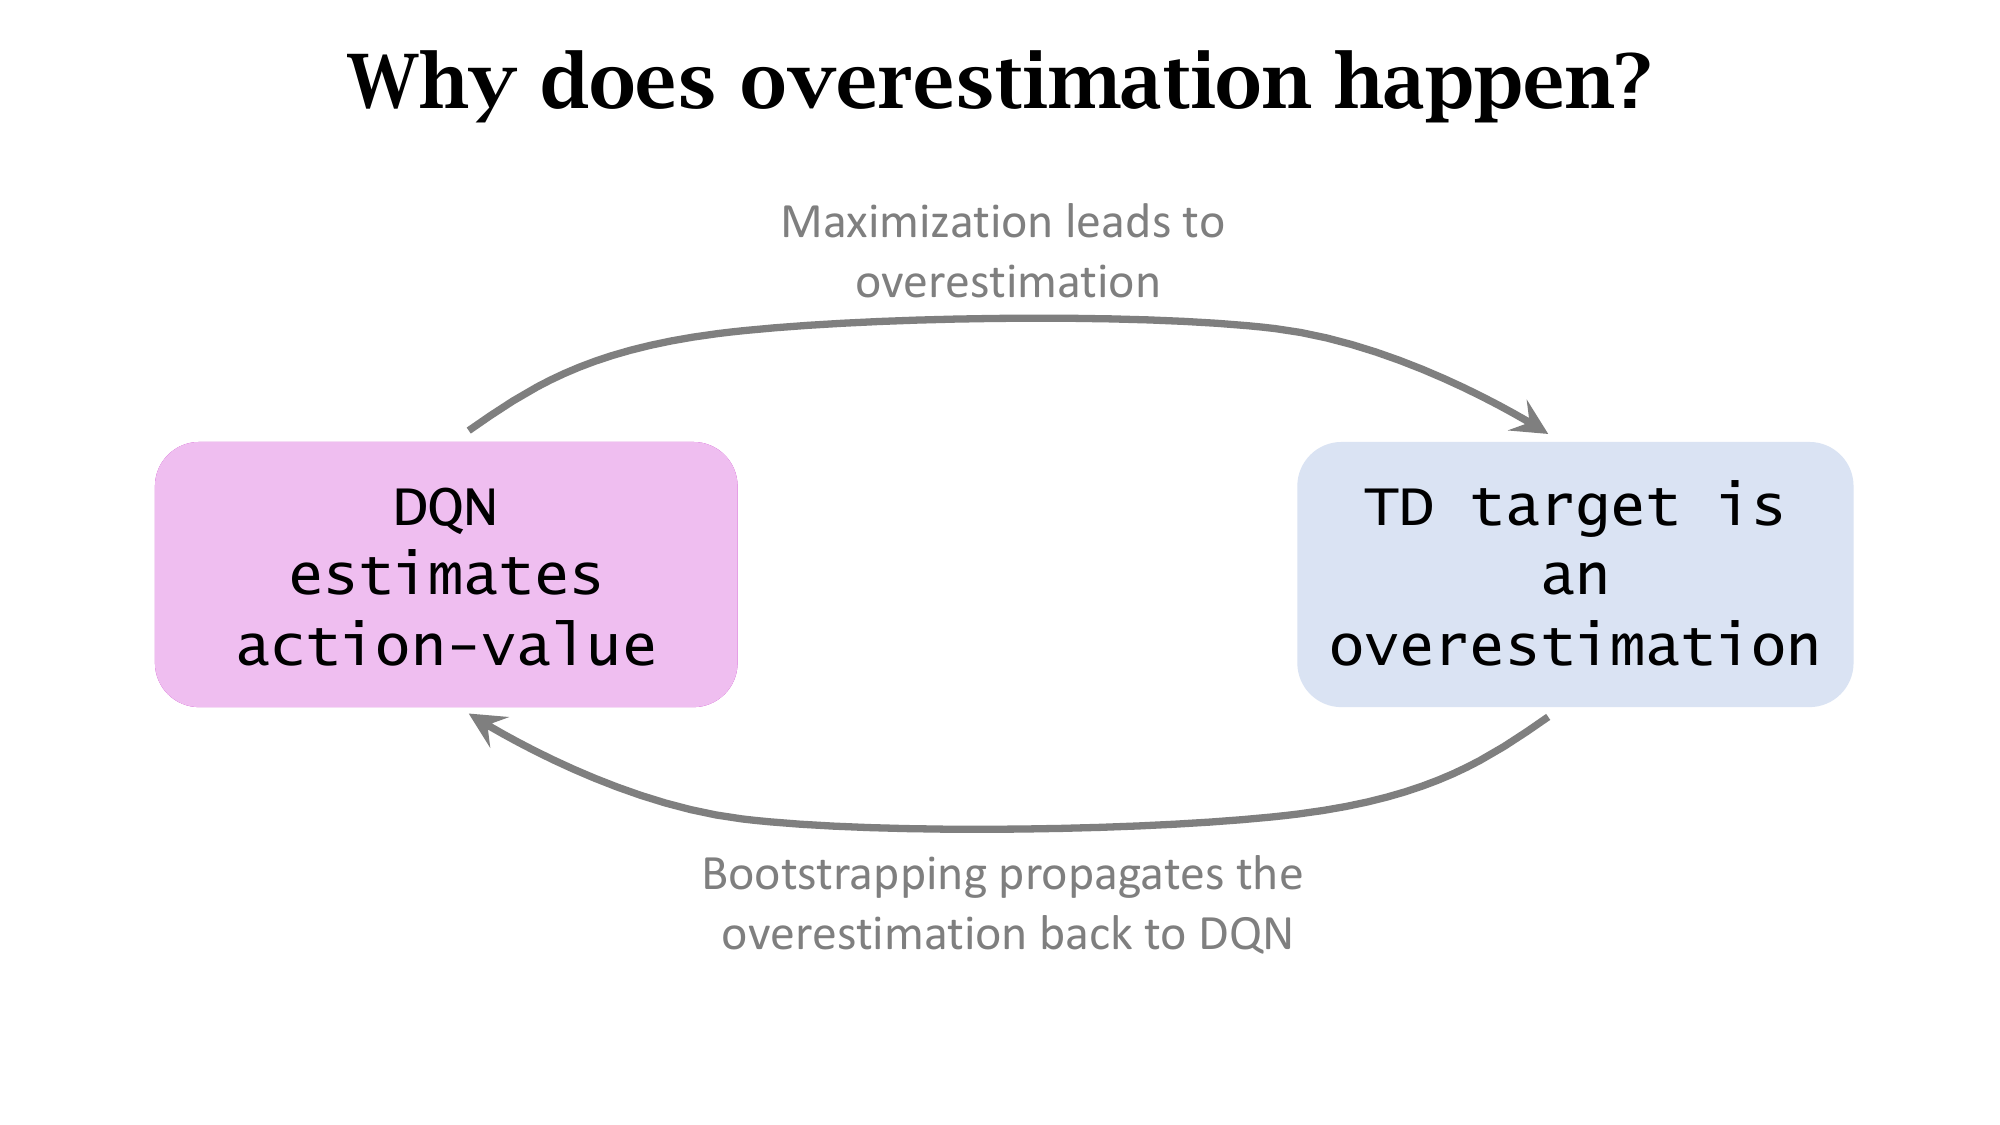 Why does overestimation happen?
Maximization leads to
overestimation
DQN
estimates
action-value
TD target is
an
overestimation
Bootstrapping propagates the
overestimation back to DQN